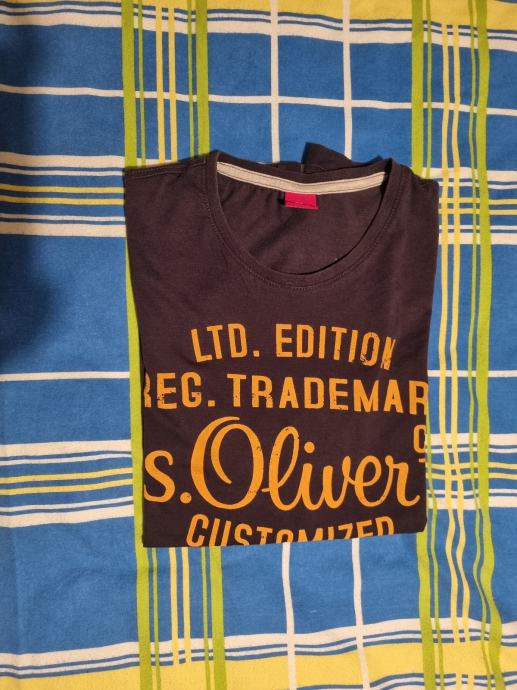 LTD. EDITION
REG. TRADEMAR
s.Oliver
CUSTOMIZED